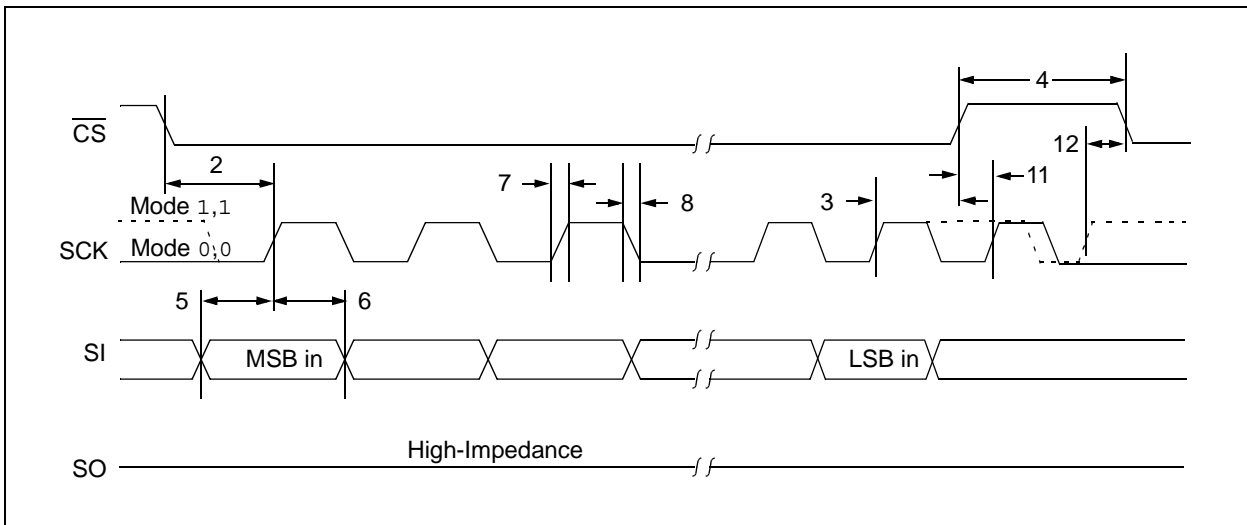 4
CS
12
2
11
7
8
3
Mode 1,1
SCK
Mode 0,0
5
6
SI
MSB in
LSB in
High-Impedance
SO